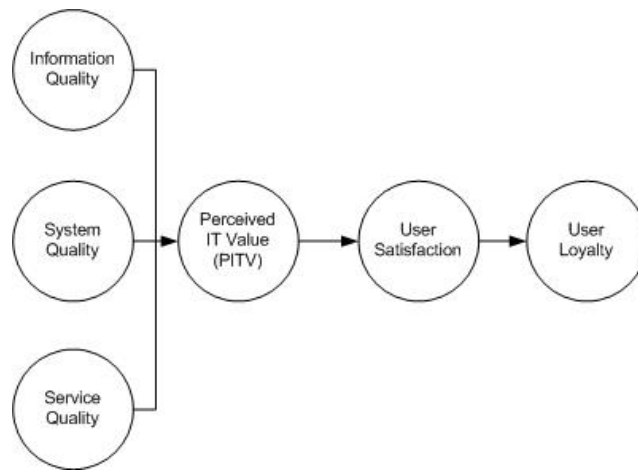 Information
Quality
System
Quality
Service
Quality
Perceived
IT Value
(PITV)
User
Satisfaction
User
Loyalty